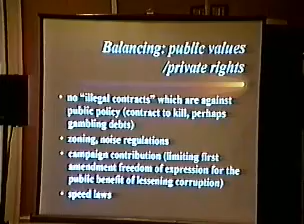 Balancing: public values
/private rights
• no "illegal contracts" which are against
public policy (contract to kill, perhaps
gambling debts)
• zoning, noise regulations
• campaign contribution (limiting first
amendment freedom of expression for the
public benefit of lessening corruption)
• speed laws